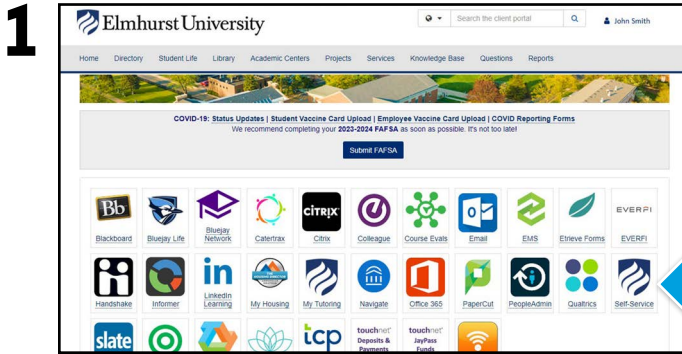 1
Elmhurst University
Search the client portal
John Smith
Home Directory Student Life Library Academic Centers Projects Services Knowledge Base Questions Reports
COVID-19: Status Updates | Student Vaccine Card Upload | Employee Vaccine Card Upload | COVID Reporting Forms
We recommend completing your 2023-2024 FAFSA as soon as possible. It's not too late!
Submit FAFSA
Bb CİTRIX EVERFI
Blackboard Bluejay Life Bluejay Network Catertrax Citrix Colleague Course Evals Email EMS Etrieve Forms EVERFI
in
Handshake Informer LinkedIn Learning My Housing My Tutoring Navigate Office 365 PaperCut PeopleAdmin Qualtrics Self-Service
slate tcp touchnet Deposits & Payments touchnet JayPass Funds